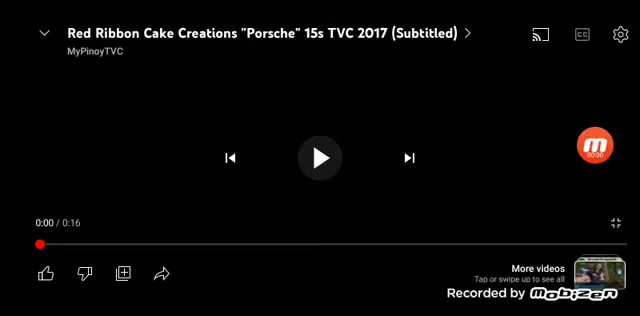 Red Ribbon Cake Creations "Porsche" 15s TVC 2017 (Subtitled)
MyPinoyTVC
CC
00:00
0:00 / 0:16
More videos
Tap or swipe up to see all
Recorded by Mobizen